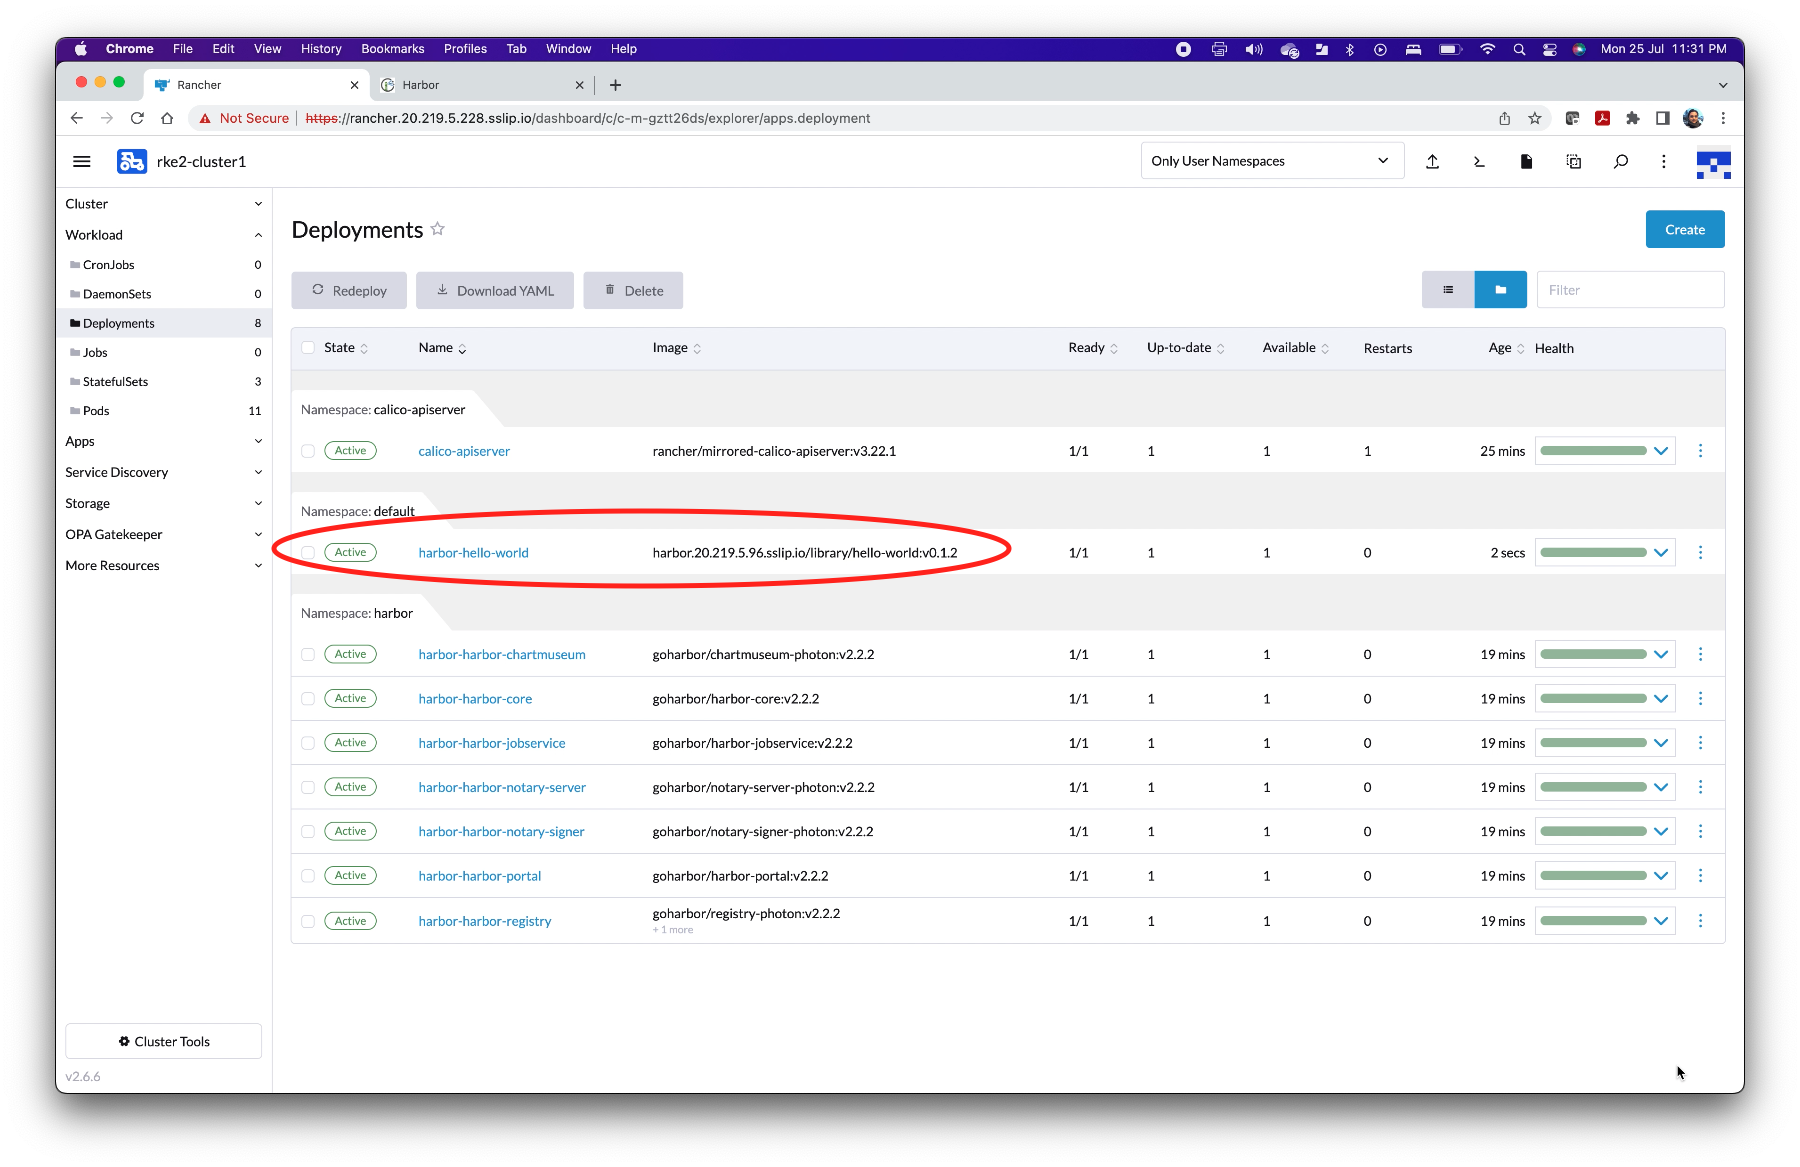 Chrome File Edit View History Bookmarks Profiles Tab Window Help Mon 25 Jul 11:31 PM
Rancher Harbor
Not Secure https://rancher.20.219.5.228.sslip.io/dashboard/c/c-m-gztt26ds/explorer/apps.deployment
rke2-cluster1 Only User Namespaces
Cluster
Workload
CronJobs 0
DaemonSets 0
Deployments 8
Jobs 0
StatefulSets 3
Pods 11
Apps
Service Discovery
Storage
OPA Gatekeeper
More Resources
Cluster Tools
v2.6.6
Deployments Create
Redeploy Download YAML Delete Filter
State Name Image Ready Up-to-date Available Restarts Age Health
Namespace: calico-apiserver
Active calico-apiserver rancher/mirrored-calico-apiserver:v3.22.1 1/1 1 1 1 25 mins
Namespace: default
Active harbor-hello-world harbor.20.219.5.96.sslip.io/library/hello-world:v0.1.2 1/1 1 1 0 2 secs
Namespace: harbor
Active harbor-harbor-chartmuseum goharbor/chartmuseum-photon:v2.2.2 1/1 1 1 0 19 mins
Active harbor-harbor-core goharbor/harbor-core:v2.2.2 1/1 1 1 0 19 mins
Active harbor-harbor-jobservice goharbor/harbor-jobservice:v2.2.2 1/1 1 1 0 19 mins
Active harbor-harbor-notary-server goharbor/notary-server-photon:v2.2.2 1/1 1 1 0 19 mins
Active harbor-harbor-notary-signer goharbor/notary-signer-photon:v2.2.2 1/1 1 1 0 19 mins
Active harbor-harbor-portal goharbor/harbor-portal:v2.2.2 1/1 1 1 0 19 mins
Active harbor-harbor-registry goharbor/registry-photon:v2.2.2 1/1 1 1 0 19 mins
+ 1 more